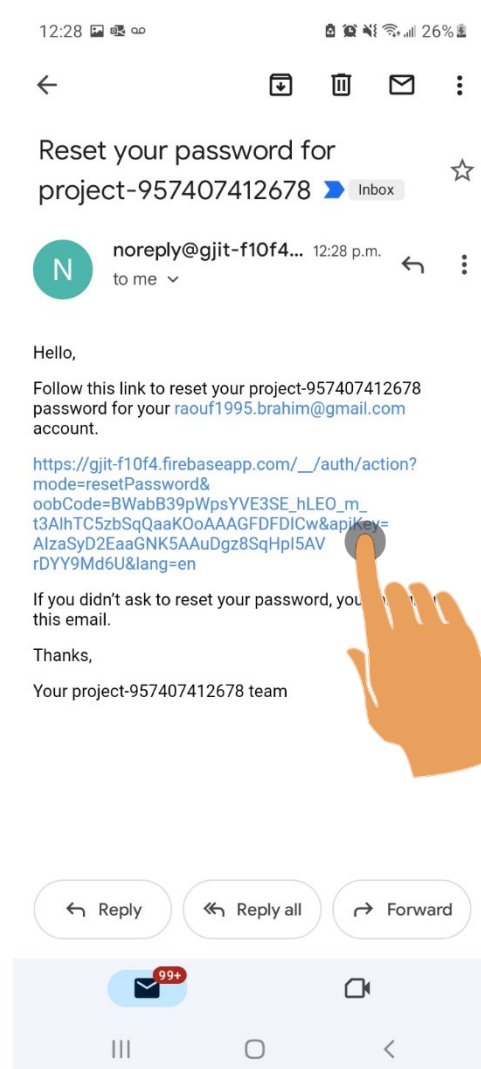 12:28
26%
Reset your password for
project-957407412678 Inbox
N
noreply@gjit-f10f4... 12:28 p.m.
to me
Hello,
Follow this link to reset your project-957407412678
password for your raouf1995.brahim@gmail.com
account.
https://gjit-f10f4.firebaseapp.com/__/auth/action?
mode=resetPassword&
oobCode=BWabB39pWpsYVE3SE_hLEO_m_
t3AlhTC5zbSqQaaKOoAAAGFDFDICw&apiKey=
AIzaSyD2EaaGNK5AAuDgz8SqHpI5AV
rDYY9Md6U&lang=en
If you didn’t ask to reset your password, you
this email.
Thanks,
Your project-957407412678 team
Reply
Reply all
Forward
99+